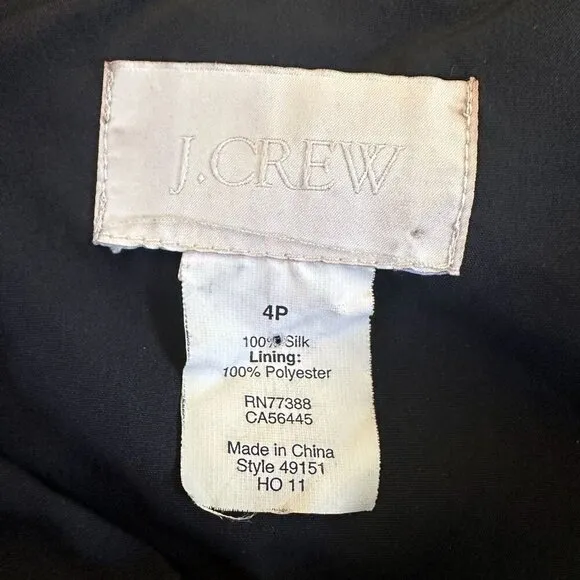 J.CREW
4P
100% Silk
Lining:
100% Polyester
RN77388
CA56445
Made in China
Style 49151
HO 11